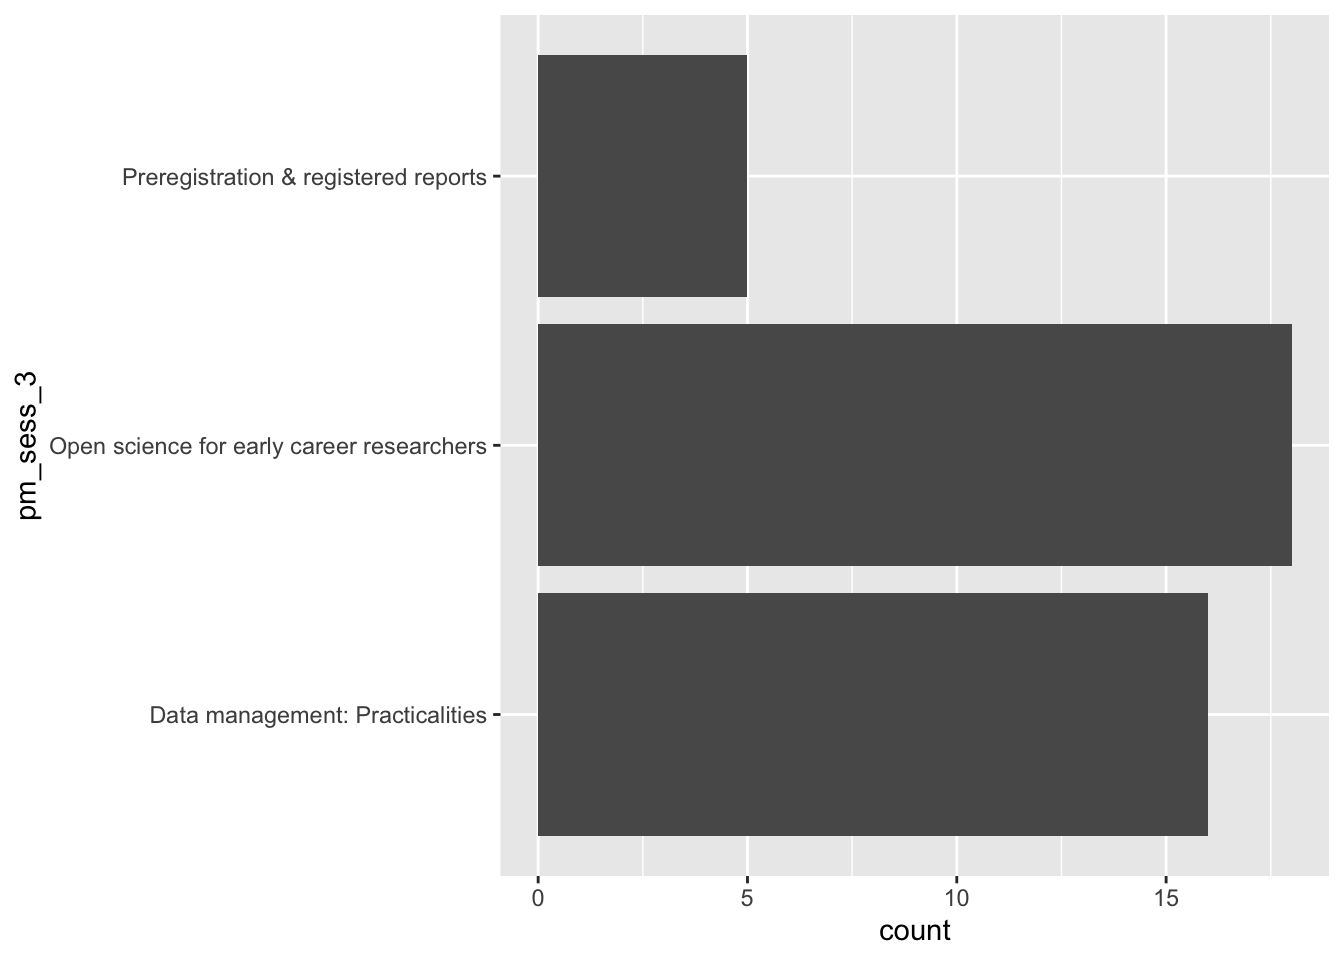 pm_sess_3
Preregistration & registered reports
Open science for early career researchers
Data management: Practicalities
0 5 10 15
count